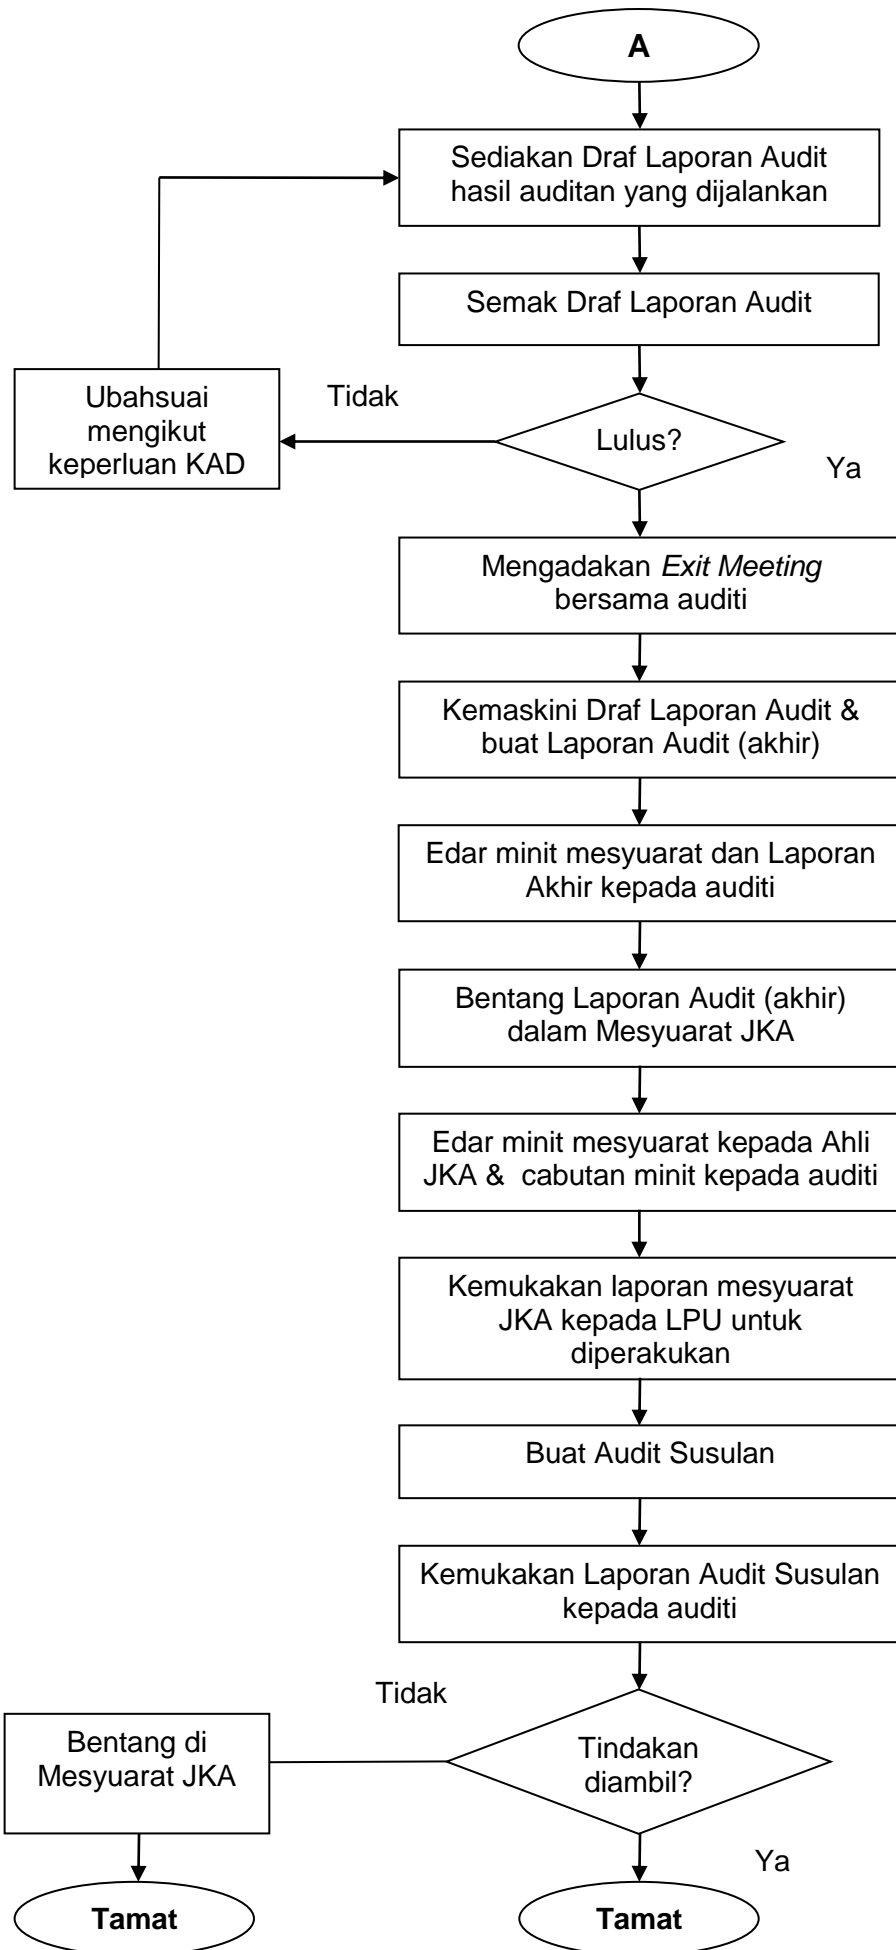 A
Sediakan Draf Laporan Audit
hasil auditan yang dijalankan
Semak Draf Laporan Audit
Ubahsuai
mengikut
keperluan KAD
Tidak
Lulus?
Ya
Mengadakan Exit Meeting
bersama auditi
Kemaskini Draf Laporan Audit &
buat Laporan Audit (akhir)
Edar minit mesyuarat dan Laporan
Akhir kepada auditi
Bentang Laporan Audit (akhir)
dalam Mesyuarat JKA
Edar minit mesyuarat kepada Ahli
JKA & cabutan minit kepada auditi
Kemukakan laporan mesyuarat
JKA kepada LPU untuk
diperakukan
Buat Audit Susulan
Kemukakan Laporan Audit Susulan
kepada auditi
Tidak
Bentang di
Mesyuarat JKA
Tindakan
diambil?
Ya
Tamat
Tamat